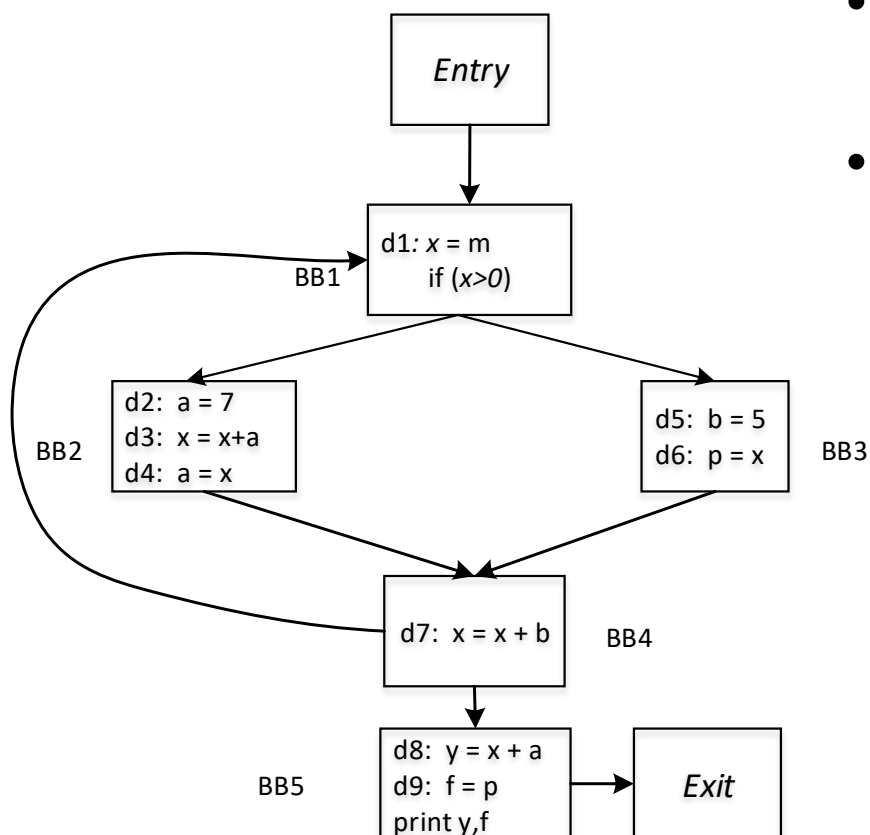 Entry
d1: x = m
if (x>0)
BB1
d2: a = 7
d3: x = x+a
d4: a = x
BB2
d5: b = 5
d6: p = x
BB3
d7: x = x + b
BB4
d8: y = x + a
d9: f = p
print y,f
BB5
Exit